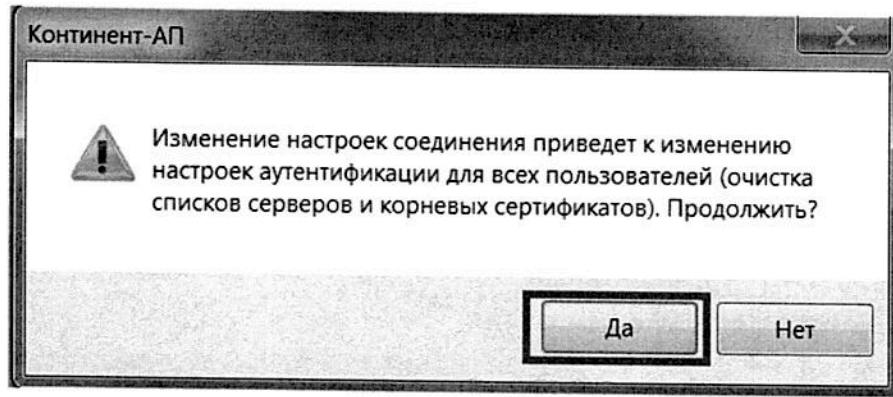 Континент-АП
Изменение настроек соединения приведет к изменению
настроек аутентификации для всех пользователей (очистка
списков серверов и корневых сертификатов). Продолжить?
Да
Нет